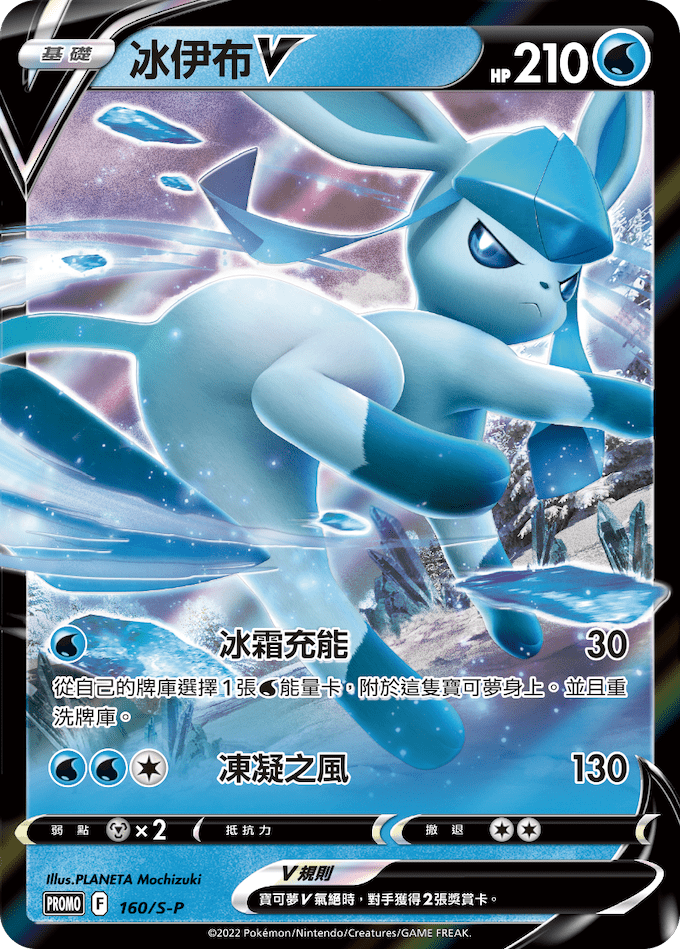 基礎
冰伊布V
HP 210
冰霜充能 30
從自己的牌庫選擇1張能量卡,附於這隻寶可夢身上。並且重
洗牌庫。
凍凝之風 130
弱點 ×2 抵抗力 撤退
Illus.PLANETA Mochizuki
V規則
寶可夢V氣絕時,對手獲得2張獎賞卡。
PROMO F 160/S-P
©2022 Pokémon/Nintendo/Creatures/GAME FREAK.